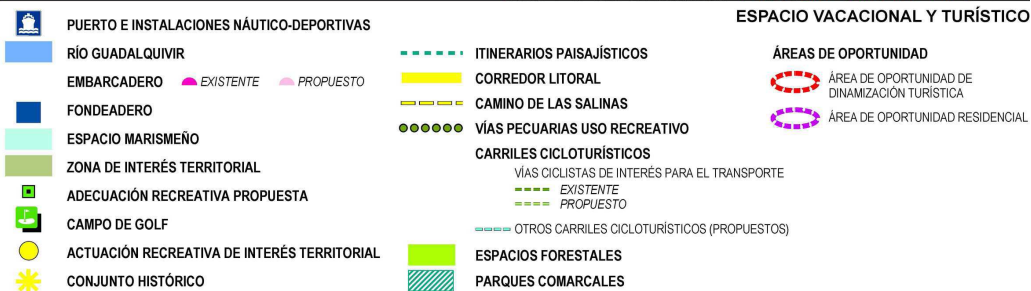 ESPACIO VACACIONAL Y TURÍSTICO
PUERTO E INSTALACIONES NÁUTICO-DEPORTIVAS
RÍO GUADALQUIVIR
EMBARCADERO EXISTENTE PROPUESTO
FONDEADERO
ESPACIO MARISMEÑO
ZONA DE INTERÉS TERRITORIAL
ADECUACIÓN RECREATIVA PROPUESTA
CAMPO DE GOLF
ACTUACIÓN RECREATIVA DE INTERÉS TERRITORIAL
CONJUNTO HISTÓRICO
ITINERARIOS PAISAJÍSTICOS
CORREDOR LITORAL
CAMINO DE LAS SALINAS
VÍAS PECUARIAS USO RECREATIVO
CARRILES CICLOTURÍSTICOS
VÍAS CICLISTAS DE INTERÉS PARA EL TRANSPORTE
EXISTENTE
PROPUESTO
OTROS CARRILES CICLOTURÍSTICOS (PROPUESTOS)
ESPACIOS FORESTALES
PARQUES COMARCALES
ÁREAS DE OPORTUNIDAD
ÁREA DE OPORTUNIDAD DE
DINAMIZACIÓN TURÍSTICA
ÁREA DE OPORTUNIDAD RESIDENCIAL